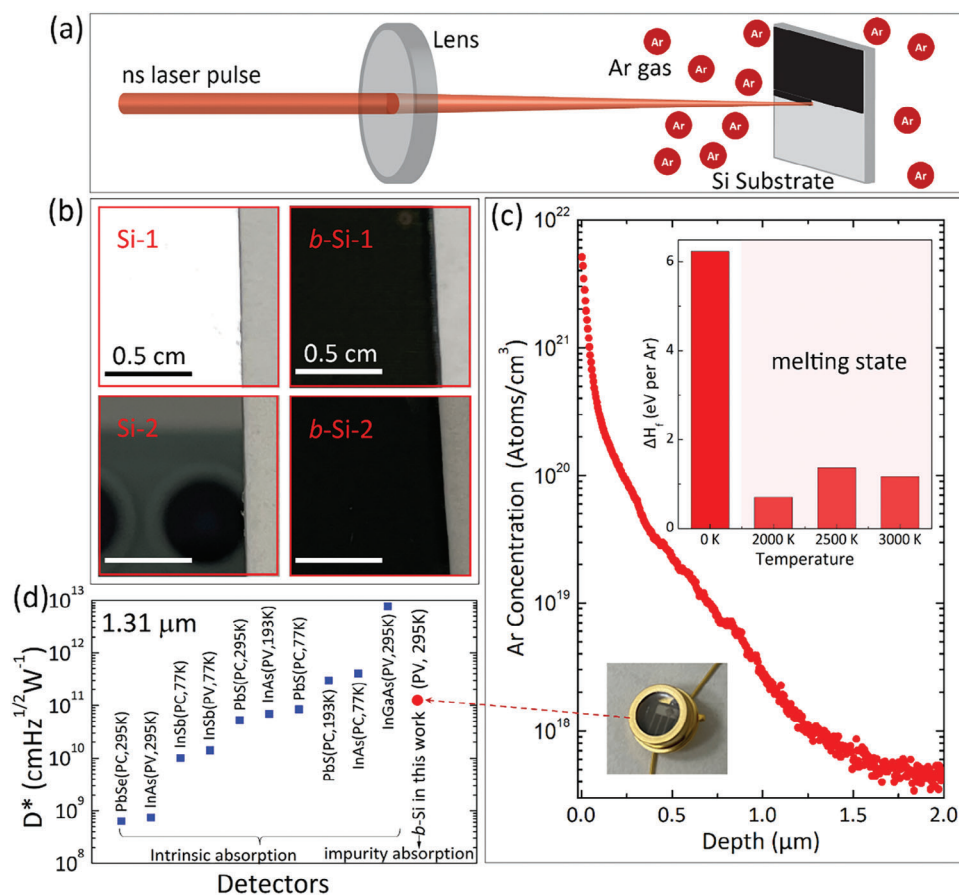 (a)
Lens
ns laser pulse
Ar gas
Ar
Ar
Ar
Ar
Ar
Ar
Ar
Ar
Ar
Ar
Ar
Ar
Ar
Si Substrate
(b)
Si-1
0.5 cm
b-Si-1
0.5 cm
Si-2
b-Si-2
(c)
10²²
10²¹
10²⁰
10¹⁹
10¹⁸
Ar Concentration (Atoms/cm³)
0.0
0.5
1.0
1.5
2.0
Depth (μm)
6
4
2
0
ΔH_f (eV per Ar)
melting state
0 K
2000 K
2500 K
3000 K
Temperature
(d)
1.31 μm
10¹³
10¹²
10¹¹
10¹⁰
10⁹
10⁸
D* (cmHz^1/2W⁻¹)
PbSe(PC,295K)
InAs(PV,295K)
InSb(PC,77K)
InSb(PV,77K)
PbS(PC,295K)
InAs(PV,193K)
PbS(PC,77K)
PbS(PC,193K)
InAs(PC,77K)
InGaAs(PV,295K)
b-Si in this work (PV, 295K)
Intrinsic absorption
impurity absorption
Detectors